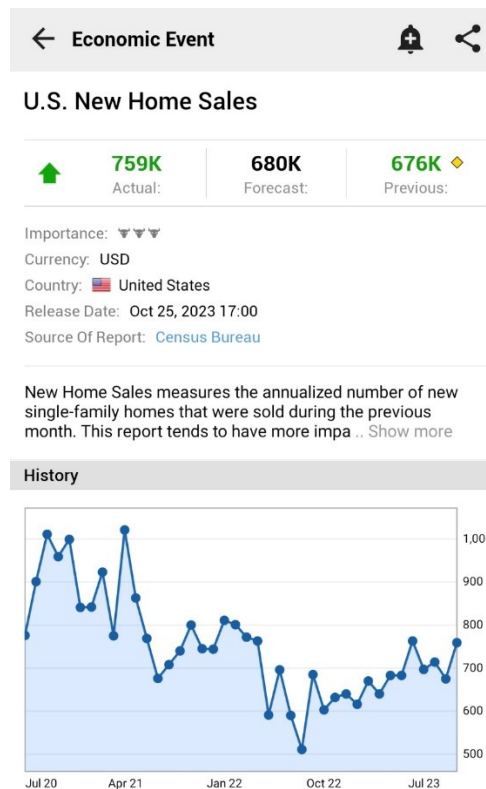 Economic Event
U.S. New Home Sales
759K 680K 676K
Actual: Forecast: Previous:
Importance:
Currency: USD
Country: United States
Release Date: Oct 25, 2023 17:00
Source Of Report: Census Bureau
New Home Sales measures the annualized number of new
single-family homes that were sold during the previous
month. This report tends to have more impa .. Show more
History
1,00
900
800
700
600
500
Jul 20 Apr 21 Jan 22 Oct 22 Jul 23